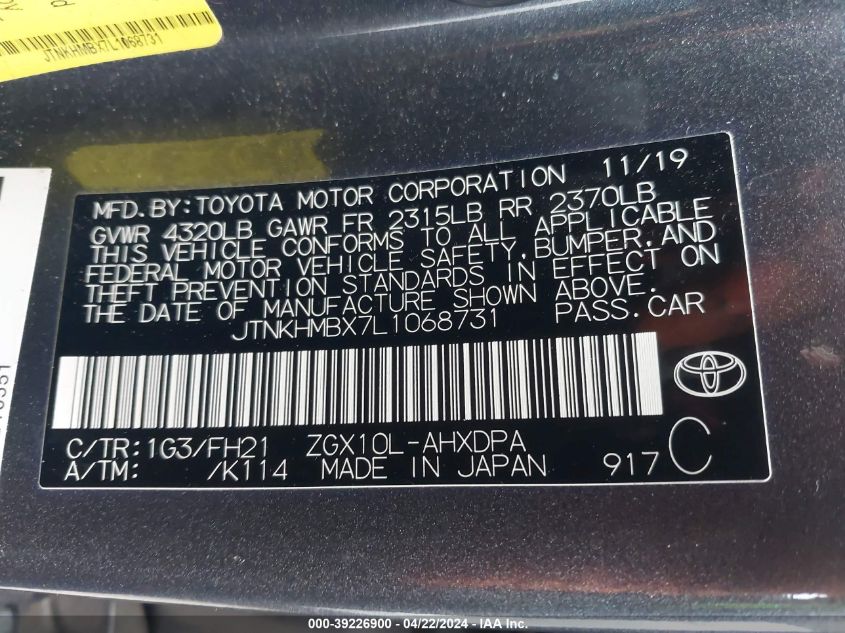 JTNKHMBX7L1068731
MFD.BY:TOYOTA MOTOR CORPORATION 11/19
GVWR 4320LB GAWR FR 2315LB RR 2370LB
THIS VEHICLE CONFORMS TO ALL APPLICABLE
FEDERAL MOTOR VEHICLE SAFETY,BUMPER,AND
THEFT PREVENTION STANDARDS IN EFFECT ON
THE DATE OF MANUFACTURE SHOWN ABOVE.
JTNKHMBX7L1068731 PASS.CAR
C/TR:1G3/FH21 ZGX10L-AHXDPA
A/TM: /K114 MADE IN JAPAN 917 C
000-39226900 - 04/22/2024 - IAA Inc.